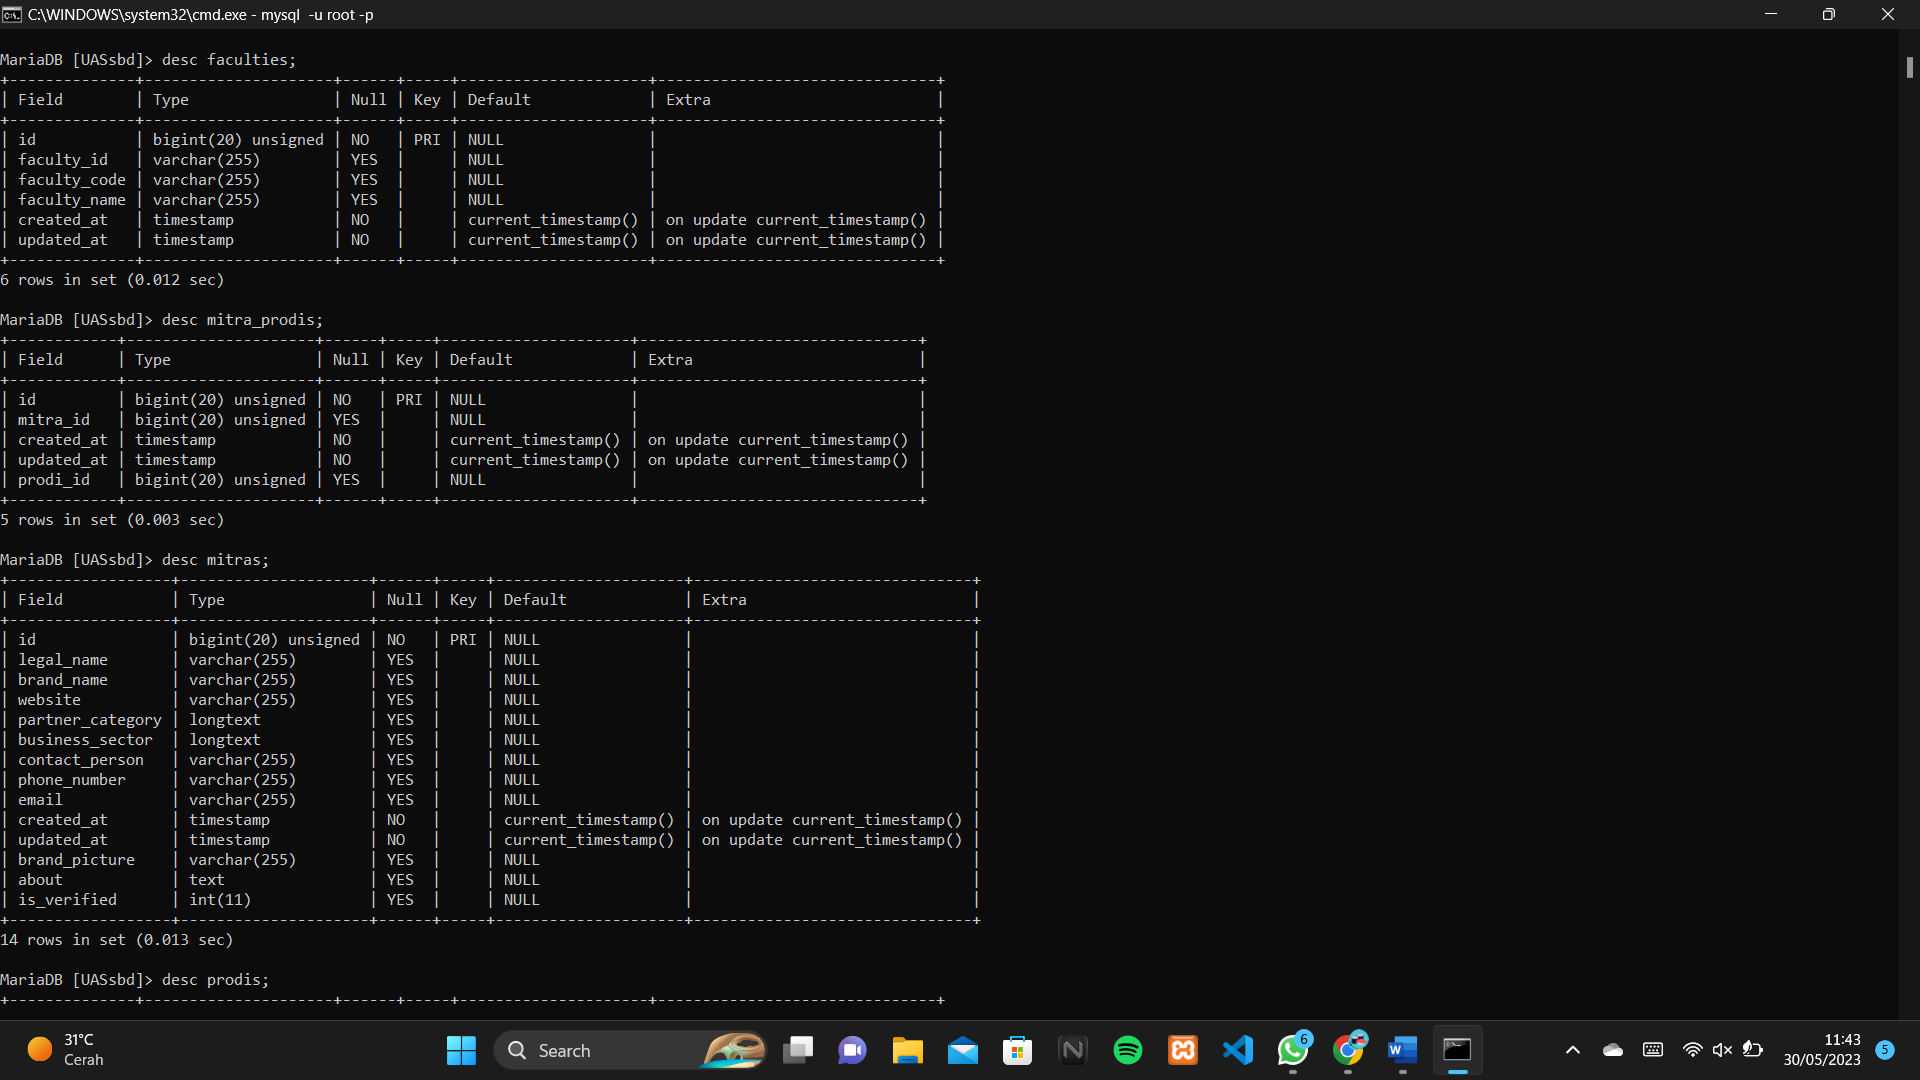 C:\WINDOWS\system32\cmd.exe - mysql  -u root -p
MariaDB [UASsbd]> desc faculties;
+--------------+---------------------+------+-----+---------------------+-------------------------------+
| Field        | Type                | Null | Key | Default             | Extra                         |
+--------------+---------------------+------+-----+---------------------+-------------------------------+
| id           | bigint(20) unsigned | NO   | PRI | NULL                |                               |
| faculty_id   | varchar(255)        | YES  |     | NULL                |                               |
| faculty_code | varchar(255)        | YES  |     | NULL                |                               |
| faculty_name | varchar(255)        | YES  |     | NULL                |                               |
| created_at   | timestamp           | NO   |     | current_timestamp() | on update current_timestamp() |
| updated_at   | timestamp           | NO   |     | current_timestamp() | on update current_timestamp() |
+--------------+---------------------+------+-----+---------------------+-------------------------------+
6 rows in set (0.012 sec)
MariaDB [UASsbd]> desc mitra_prodis;
+------------+---------------------+------+-----+---------------------+-------------------------------+
| Field      | Type                | Null | Key | Default             | Extra                         |
+------------+---------------------+------+-----+---------------------+-------------------------------+
| id         | bigint(20) unsigned | NO   | PRI | NULL                |                               |
| mitra_id   | bigint(20) unsigned | YES  |     | NULL                |                               |
| created_at | timestamp           | NO   |     | current_timestamp() | on update current_timestamp() |
| updated_at | timestamp           | NO   |     | current_timestamp() | on update current_timestamp() |
| prodi_id   | bigint(20) unsigned | YES  |     | NULL                |                               |
+------------+---------------------+------+-----+---------------------+-------------------------------+
5 rows in set (0.003 sec)
MariaDB [UASsbd]> desc mitras;
+------------------+---------------------+------+-----+---------------------+-------------------------------+
| Field            | Type                | Null | Key | Default             | Extra                         |
+------------------+---------------------+------+-----+---------------------+-------------------------------+
| id               | bigint(20) unsigned | NO   | PRI | NULL                |                               |
| legal_name       | varchar(255)        | YES  |     | NULL                |                               |
| brand_name       | varchar(255)        | YES  |     | NULL                |                               |
| website          | varchar(255)        | YES  |     | NULL                |                               |
| partner_category | longtext            | YES  |     | NULL                |                               |
| business_sector  | longtext            | YES  |     | NULL                |                               |
| contact_person   | varchar(255)        | YES  |     | NULL                |                               |
| phone_number     | varchar(255)        | YES  |     | NULL                |                               |
| email            | varchar(255)        | YES  |     | NULL                |                               |
| created_at       | timestamp           | NO   |     | current_timestamp() | on update current_timestamp() |
| updated_at       | timestamp           | NO   |     | current_timestamp() | on update current_timestamp() |
| brand_picture    | varchar(255)        | YES  |     | NULL                |                               |
| about            | text                | YES  |     | NULL                |                               |
| is_verified      | int(11)             | YES  |     | NULL                |                               |
+------------------+---------------------+------+-----+---------------------+-------------------------------+
14 rows in set (0.013 sec)
MariaDB [UASsbd]> desc prodis;
+--------------+---------------------+------+-----+---------------------+-------------------------------+
31°C
Cerah
Search
6
11:43
30/05/2023
5